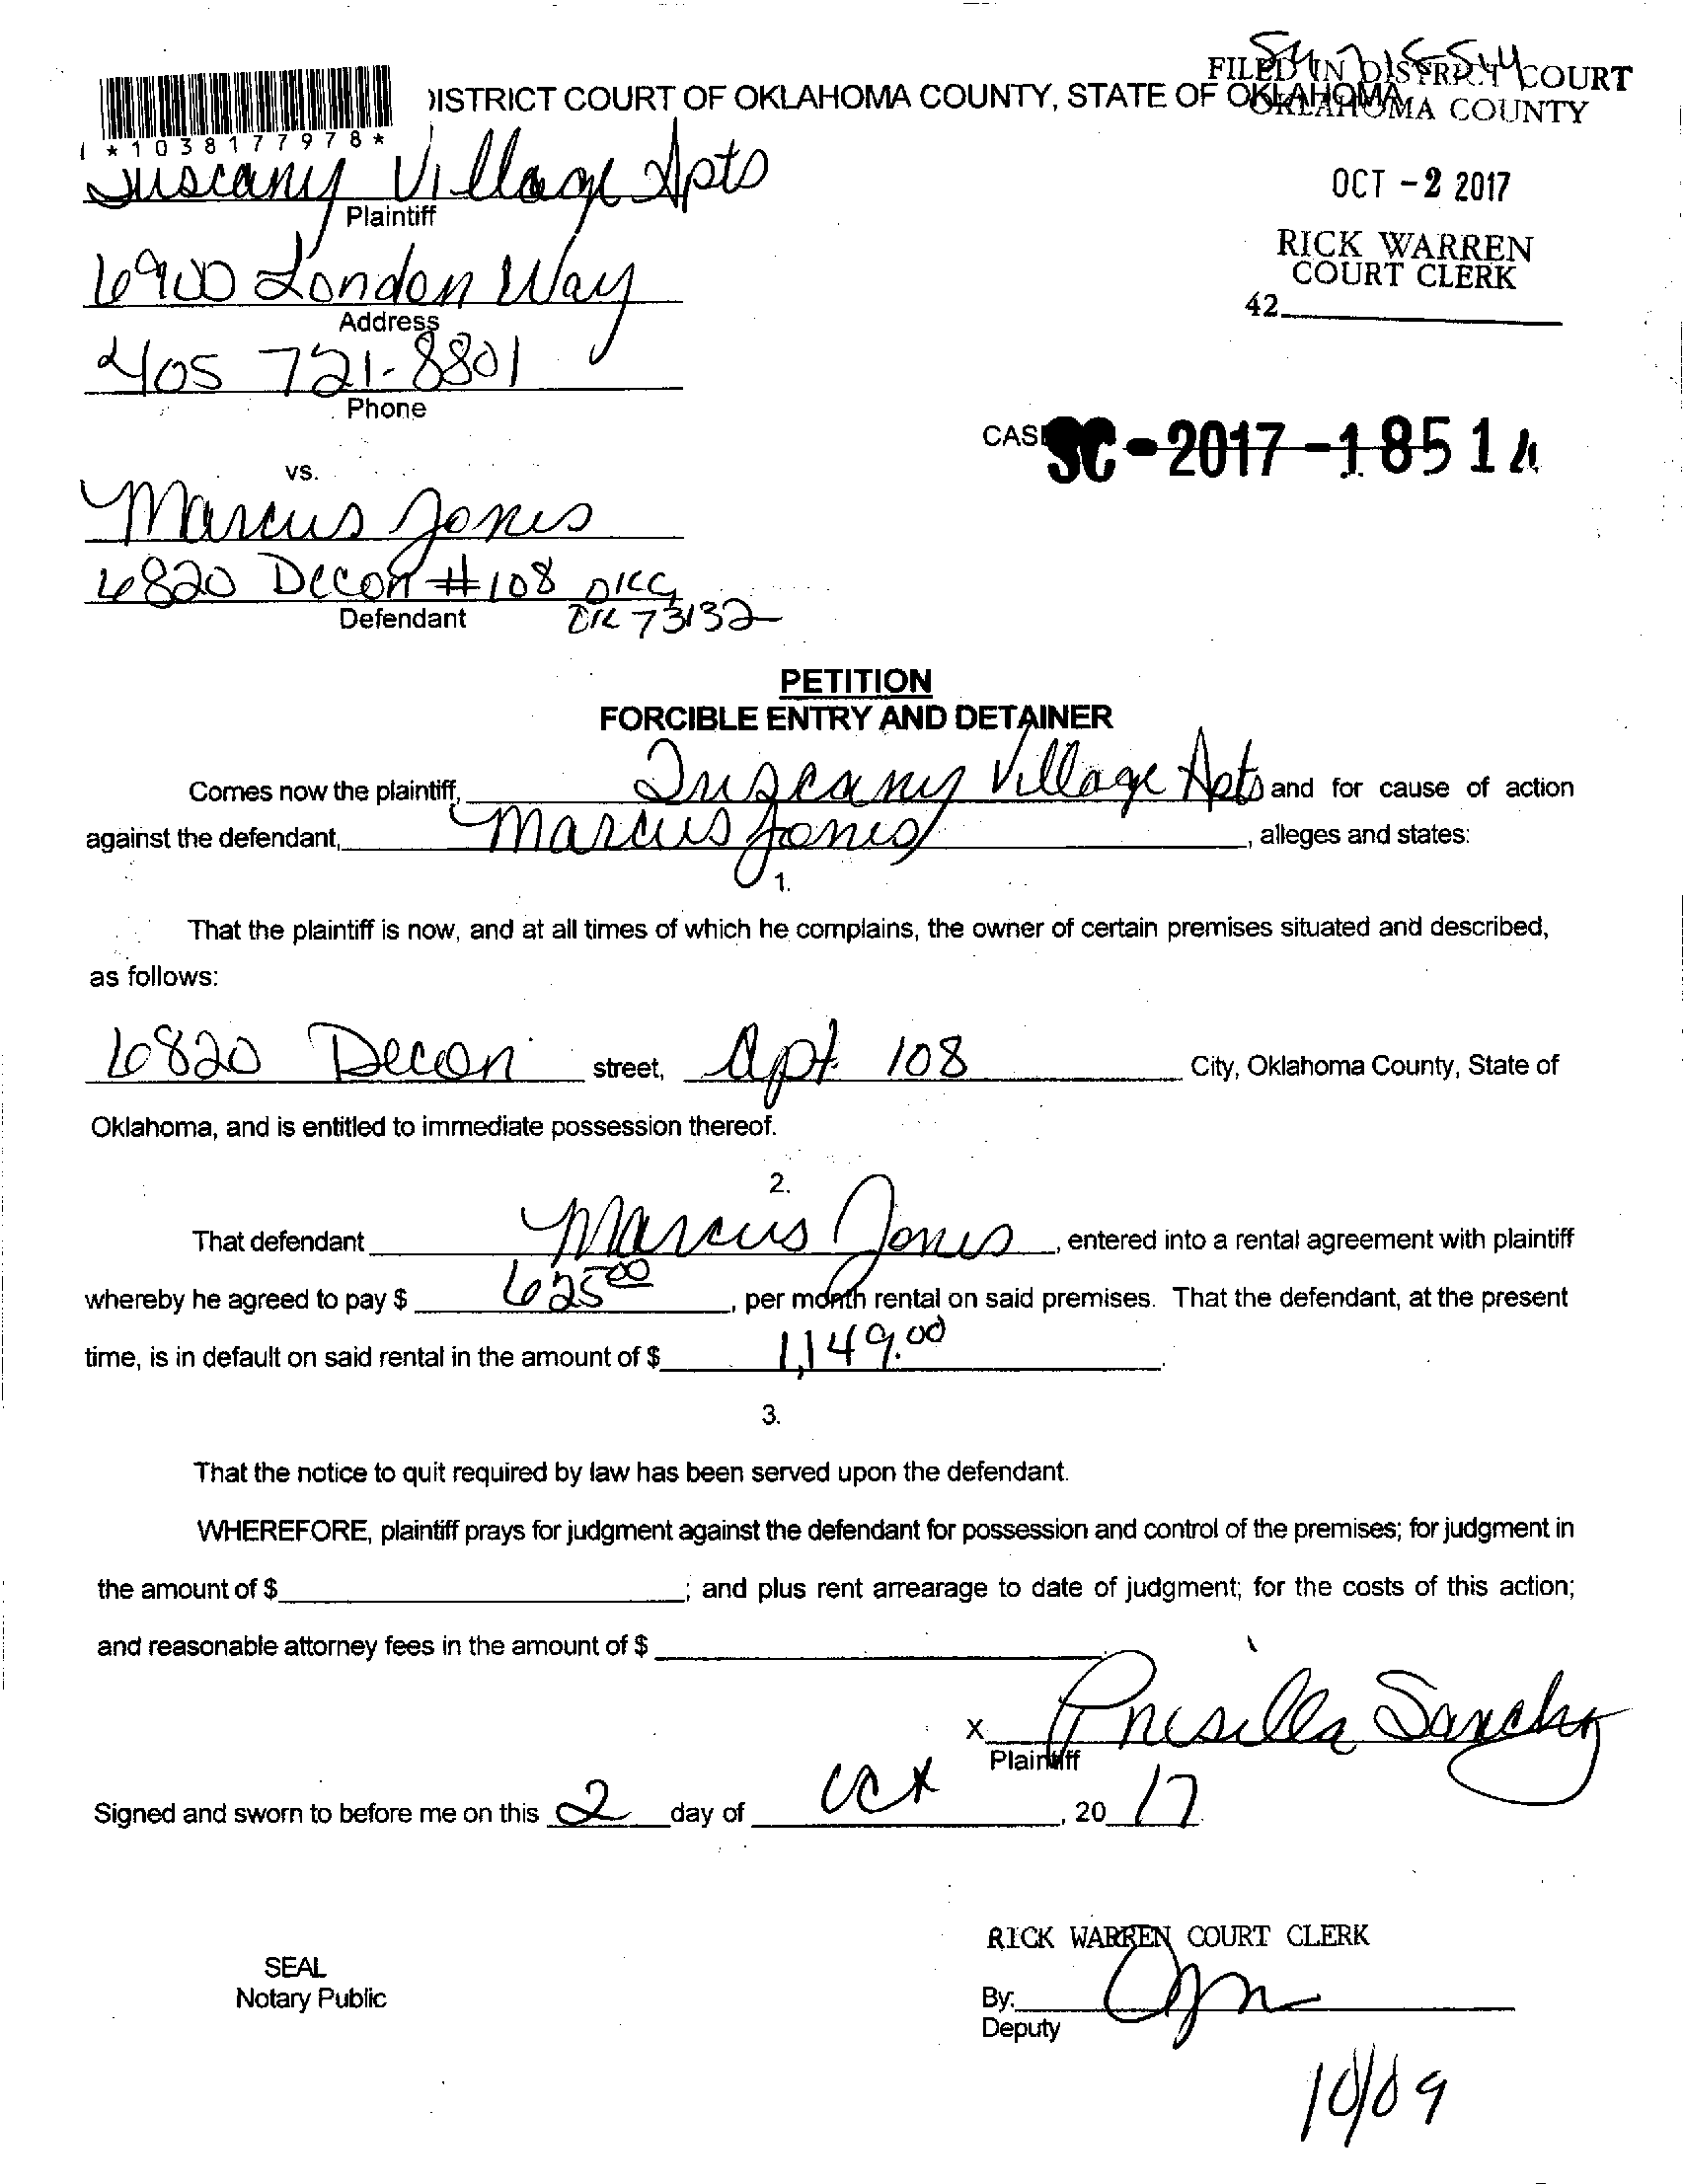 FILED IN DISTRICT COURT
DISTRICT COURT OF OKLAHOMA COUNTY, STATE OF OKLAHOMA
OKLAHOMA COUNTY
*1038177978*
Tuscany Village Apts
Plaintiff
OCT -2 2017
RICK WARREN
COURT CLERK
42
6900 London Way
Address
405 721-8801
Phone
CAS SC-2017-18514
vs.
Marcus Jones
6820 Decon #108 OKC,
Defendant
OK 73132
PETITION
FORCIBLE ENTRY AND DETAINER
Comes now the plaintiff, Tuscany Village Apts and for cause of action
against the defendant, Marcus Jones, alleges and states:
1.
That the plaintiff is now, and at all times of which he complains, the owner of certain premises situated and described,
as follows:
6820 Decon street, Apt. 108 City, Oklahoma County, State of
Oklahoma, and is entitled to immediate possession thereof.
2.
That defendant Marcus Jones, entered into a rental agreement with plaintiff
whereby he agreed to pay $ 625 00, per month rental on said premises. That the defendant, at the present
time, is in default on said rental in the amount of $ 1,149.00.
3.
That the notice to quit required by law has been served upon the defendant.
WHEREFORE, plaintiff prays for judgment against the defendant for possession and control of the premises; for judgment in
the amount of $ ; and plus rent arrearage to date of judgment; for the costs of this action;
and reasonable attorney fees in the amount of $
x Prisilla Sanchez
Plaintiff
Signed and sworn to before me on this 2 day of Oct, 20 17
RICK WARREN COURT CLERK
SEAL
Notary Public
By:
Deputy
10/09